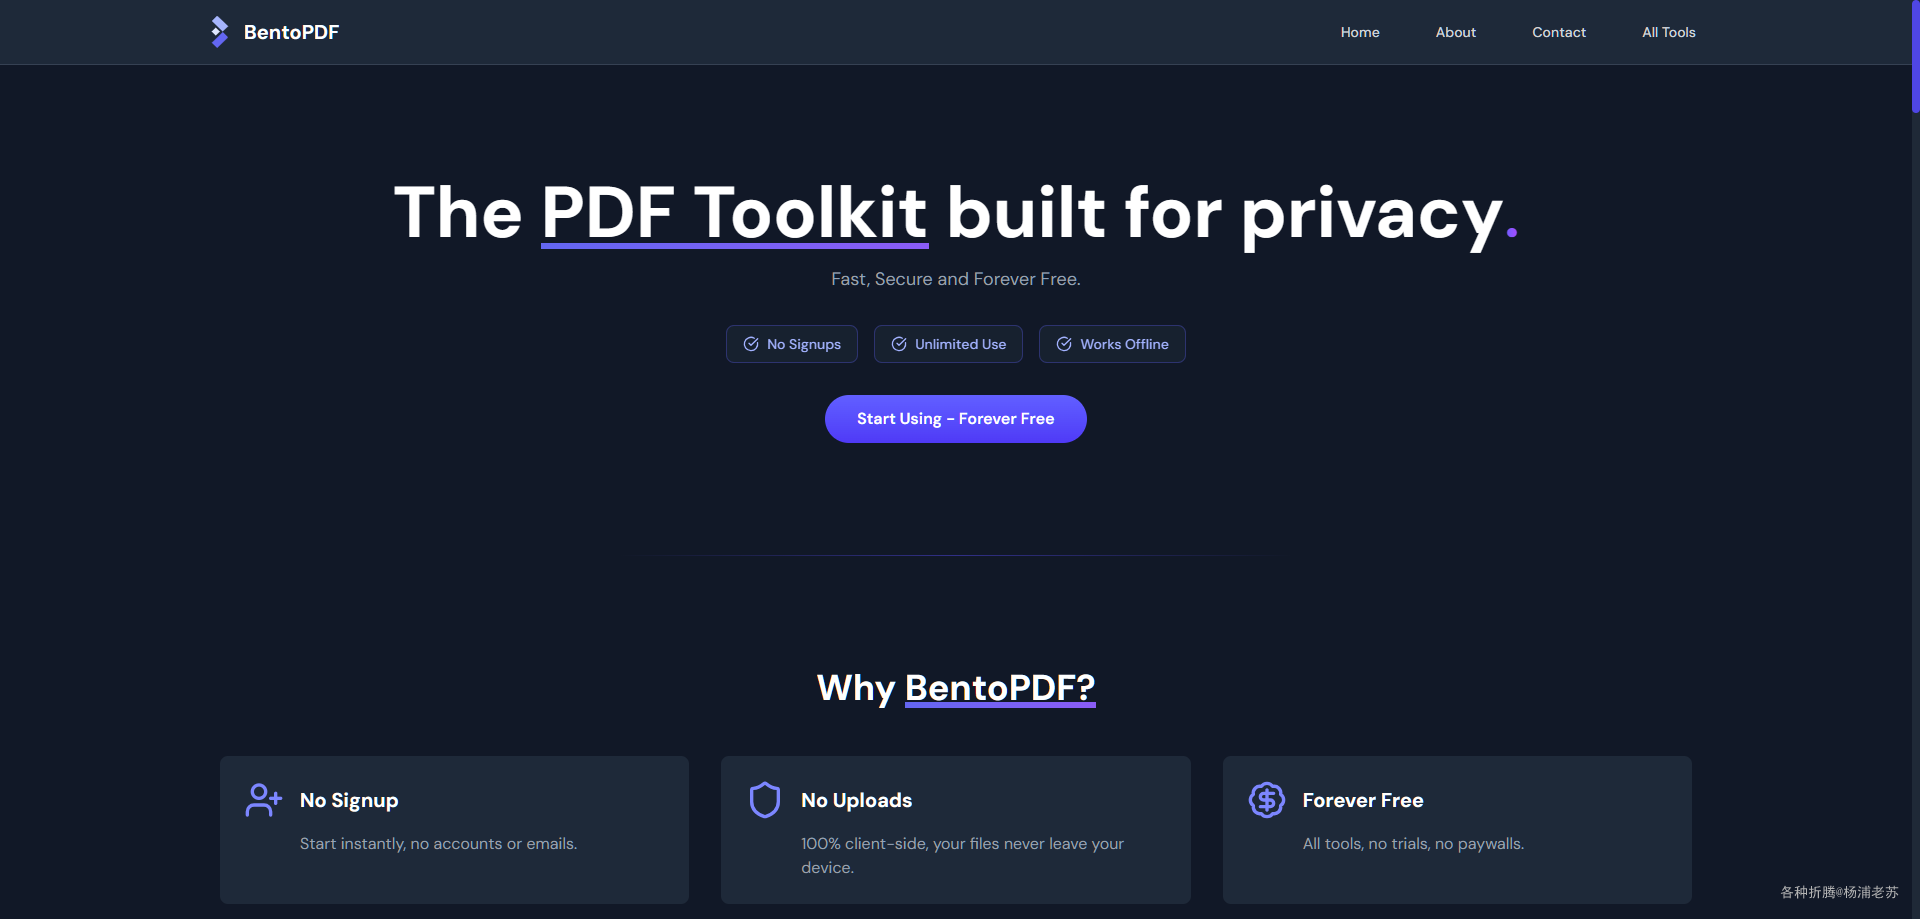 BentoPDF
Home About Contact All Tools
The PDF Toolkit built for privacy.
Fast, Secure and Forever Free.
No Signups Unlimited Use Works Offline
Start Using - Forever Free
Why BentoPDF?
No Signup
Start instantly, no accounts or emails.
No Uploads
100% client-side, your files never leave your
device.
Forever Free
All tools, no trials, no paywalls.
各种折腾@杨浦老苏